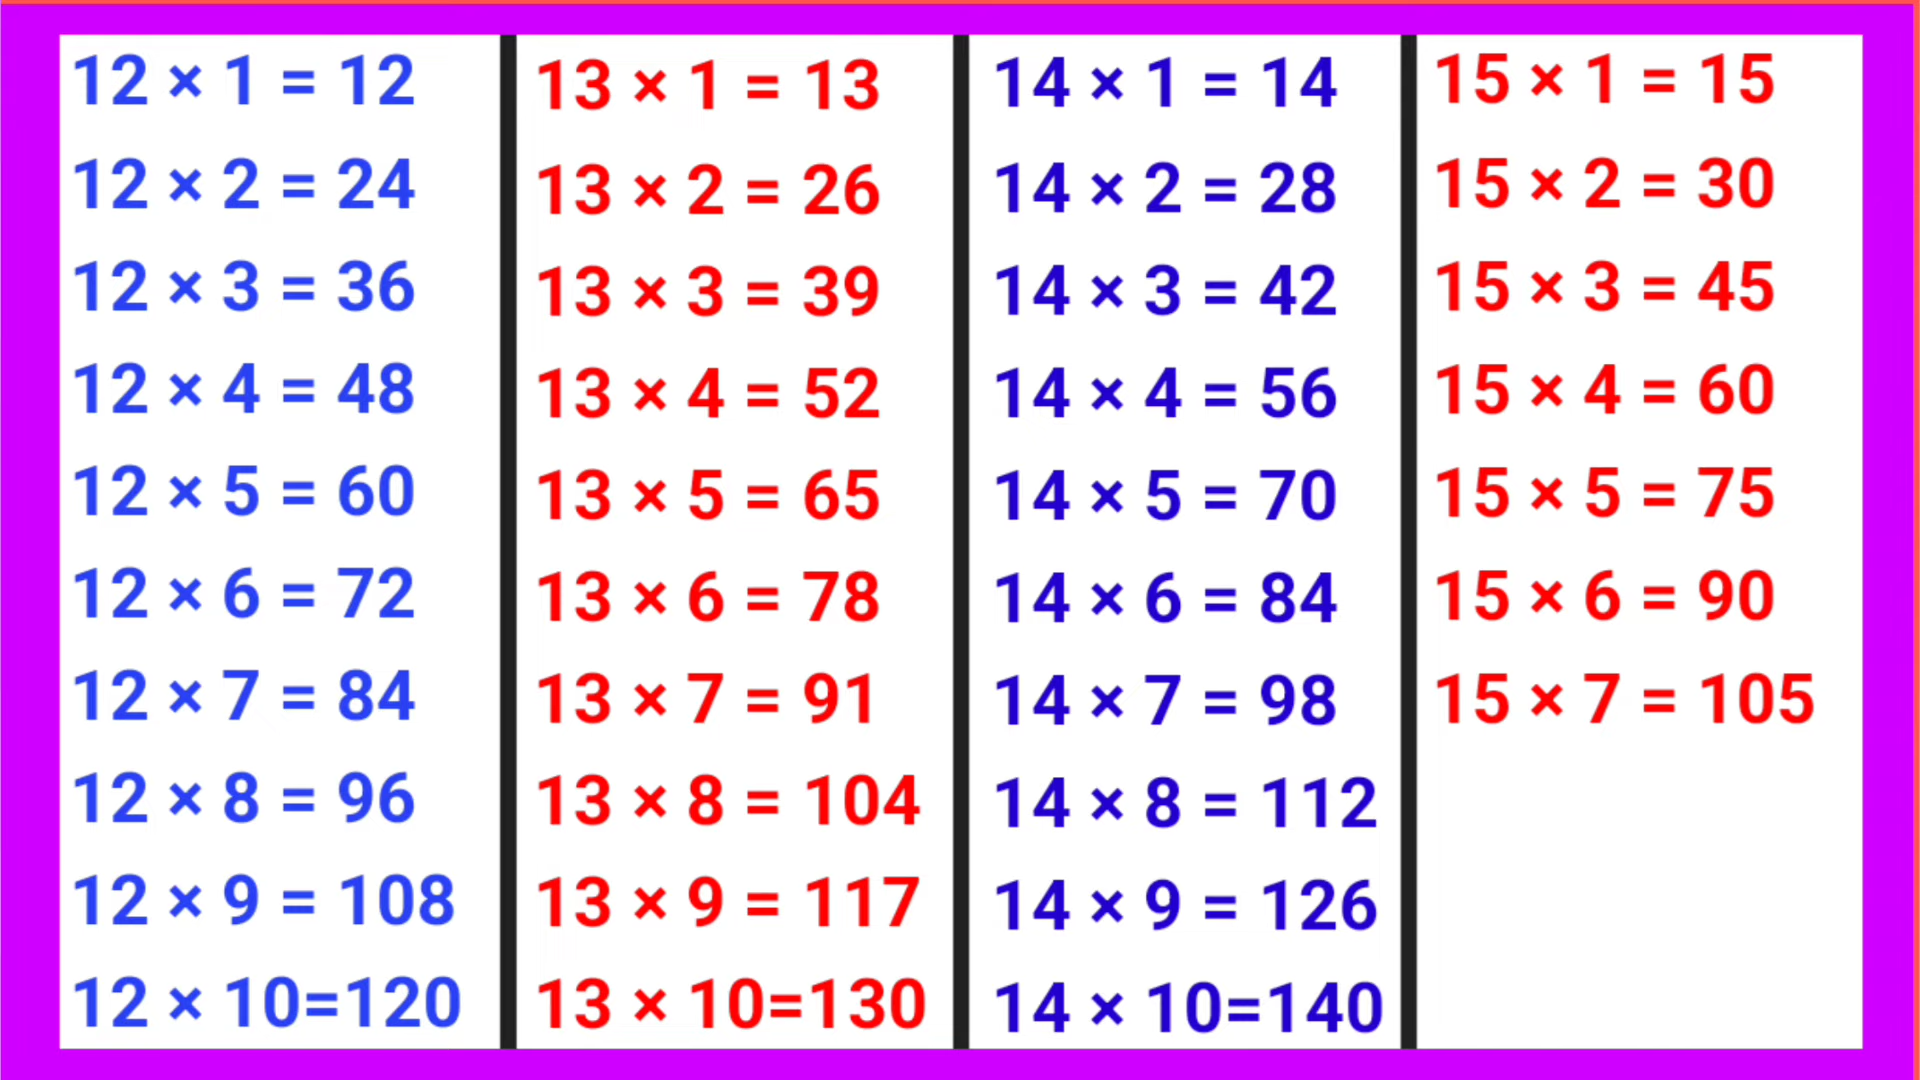 12 × 1 = 12
12 × 2 = 24
12 × 3 = 36
12 × 4 = 48
12 × 5 = 60
12 × 6 = 72
12 × 7 = 84
12 × 8 = 96
12 × 9 = 108
12 × 10=120
13 × 1 = 13
13 × 2 = 26
13 × 3 = 39
13 × 4 = 52
13 × 5 = 65
13 × 6 = 78
13 × 7 = 91
13 × 8 = 104
13 × 9 = 117
13 × 10=130
14 × 1 = 14
14 × 2 = 28
14 × 3 = 42
14 × 4 = 56
14 × 5 = 70
14 × 6 = 84
14 × 7 = 98
14 × 8 = 112
14 × 9 = 126
14 × 10=140
15 × 1 = 15
15 × 2 = 30
15 × 3 = 45
15 × 4 = 60
15 × 5 = 75
15 × 6 = 90
15 × 7 = 105